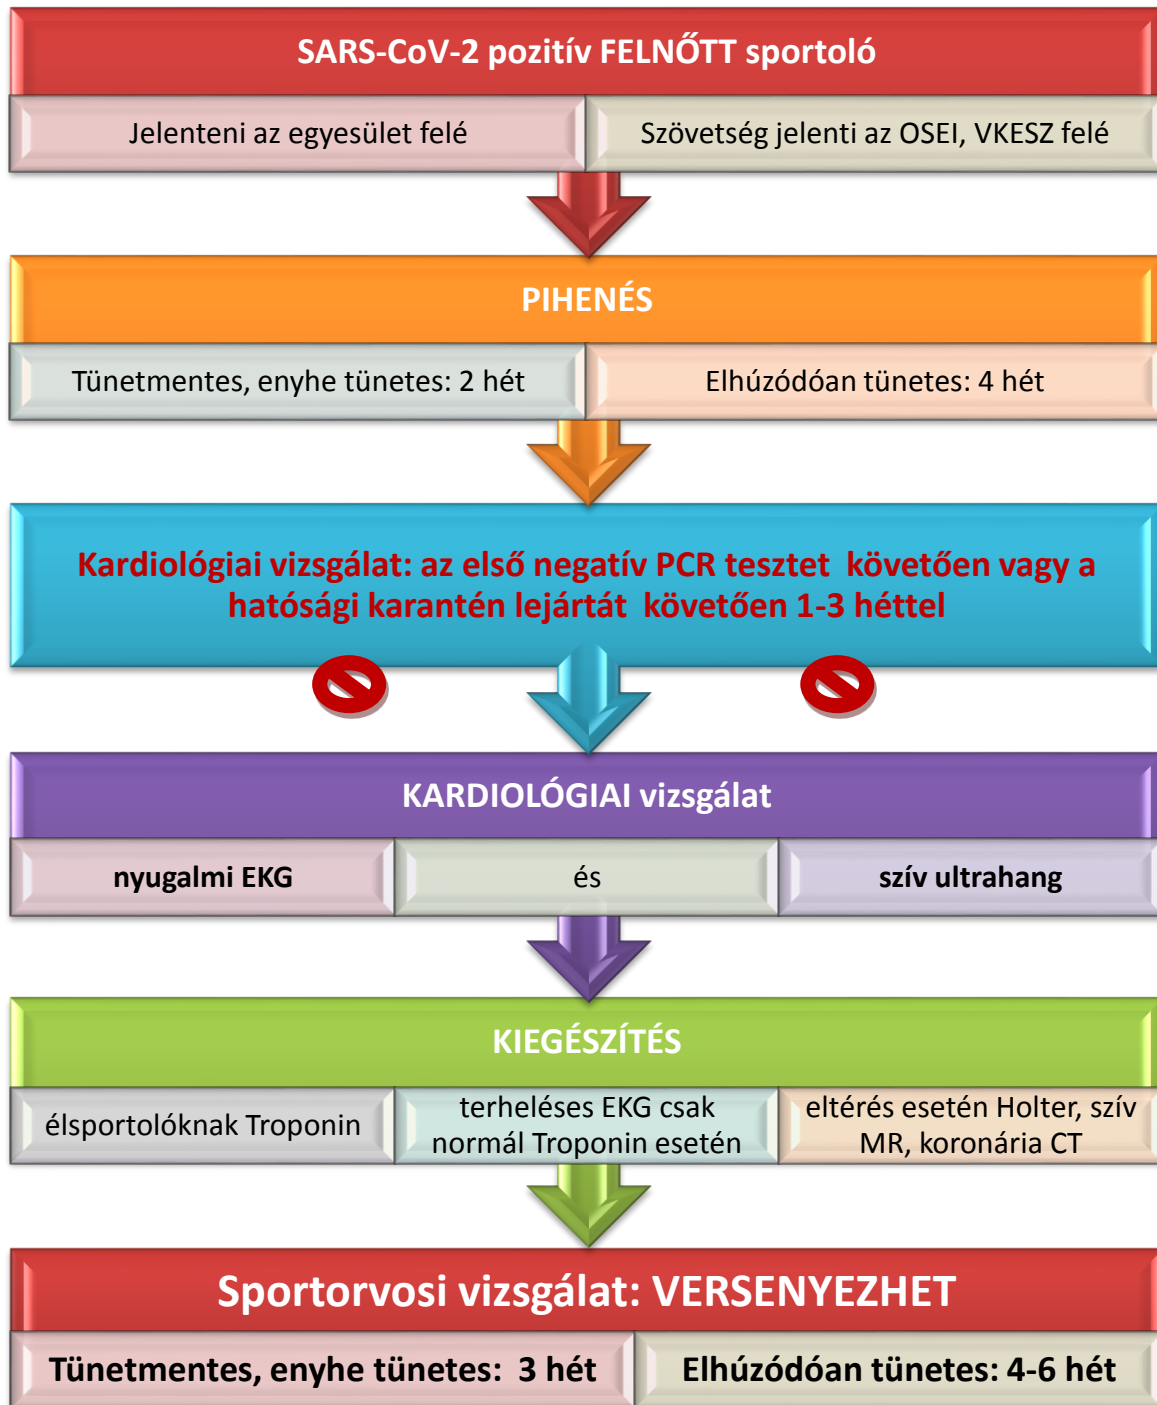 SARS-CoV-2 pozitív FELNŐTT sportoló
Jelenteni az egyesület felé
Szövetség jelenti az OSEI, VKESZ felé
PIHENÉS
Tünetmentes, enyhe tünetes: 2 hét
Elhúzódóan tünetes: 4 hét
Kardiológiai vizsgálat: az első negatív PCR tesztet követően vagy a
hatósági karantén lejártát követően 1-3 héttel
KARDIOLÓGIAI vizsgálat
nyugalmi EKG
és
szív ultrahang
KIEGÉSZÍTÉS
élsportolóknak Troponin
terheléses EKG csak
normál Troponin esetén
eltérés esetén Holter, szív
MR, koronária CT
Sportorvosi vizsgálat: VERSENYEZHET
Tünetmentes, enyhe tünetes: 3 hét
Elhúzódóan tünetes: 4-6 hét